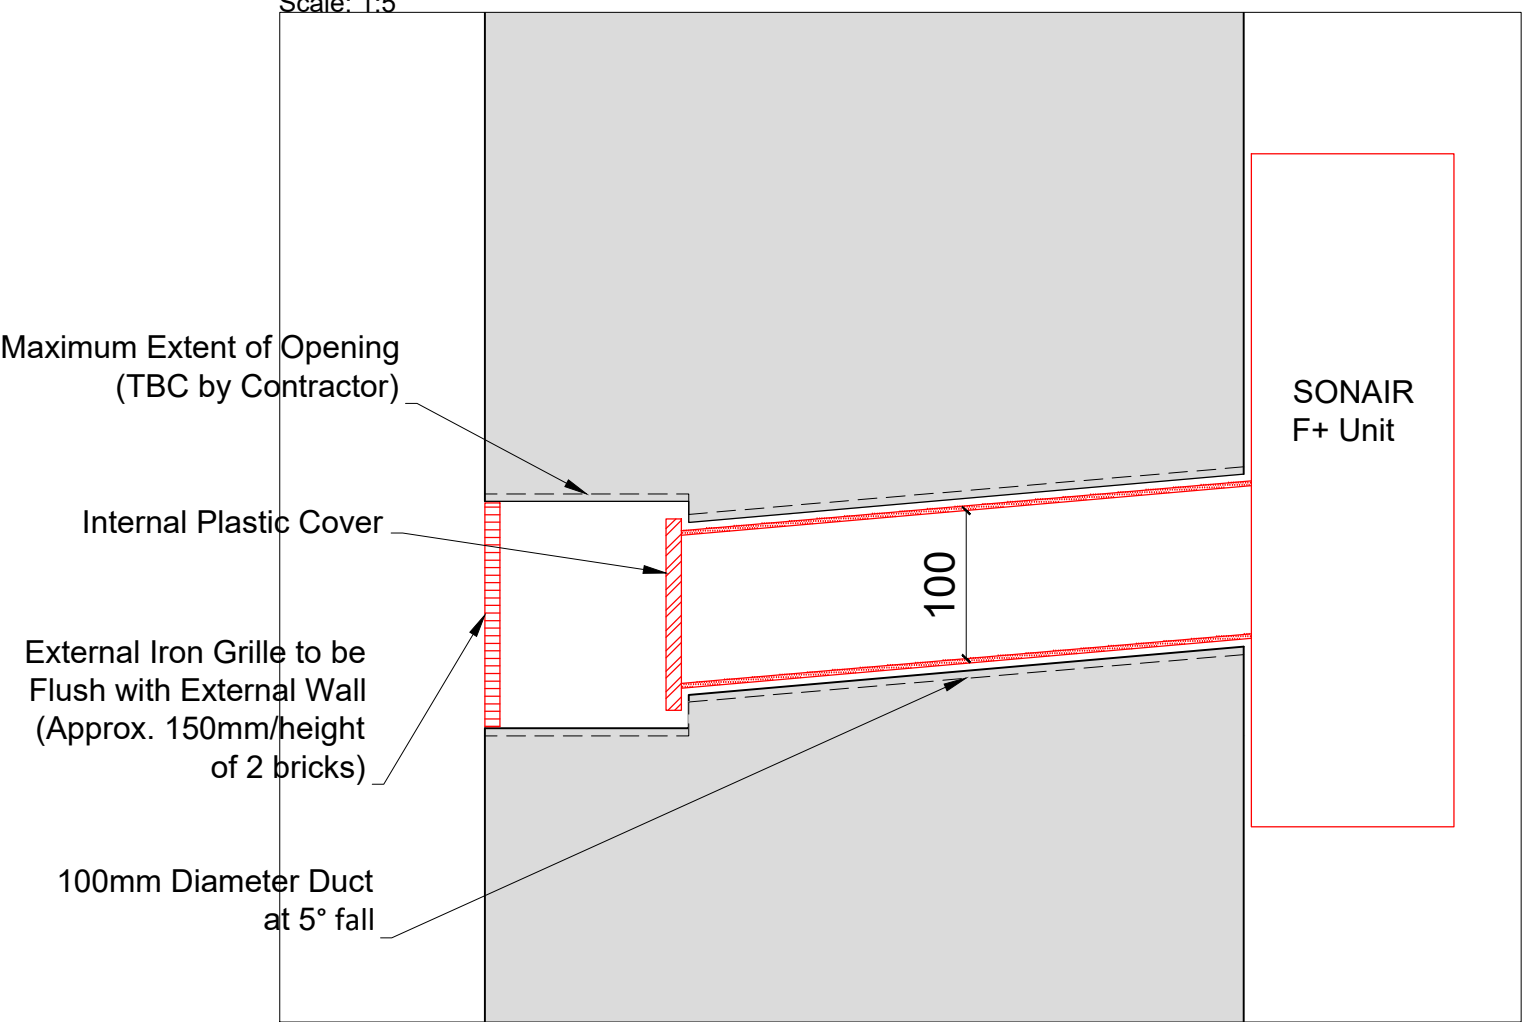 Scale: 1:5
Maximum Extent of Opening
(TBC by Contractor)
SONAIR
F+ Unit
Internal Plastic Cover
100
External Iron Grille to be
Flush with External Wall
(Approx. 150mm/height
of 2 bricks)
100mm Diameter Duct
at 5° fall